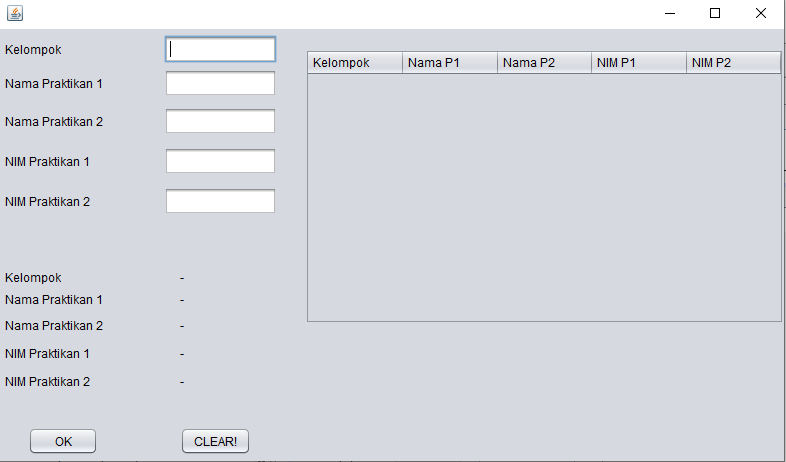 Kelompok
Nama Praktikan 1
Nama Praktikan 2
NIM Praktikan 1
NIM Praktikan 2
Kelompok Nama P1 Nama P2 NIM P1 NIM P2
Kelompok -
Nama Praktikan 1 -
Nama Praktikan 2 -
NIM Praktikan 1 -
NIM Praktikan 2 -
OK CLEAR!